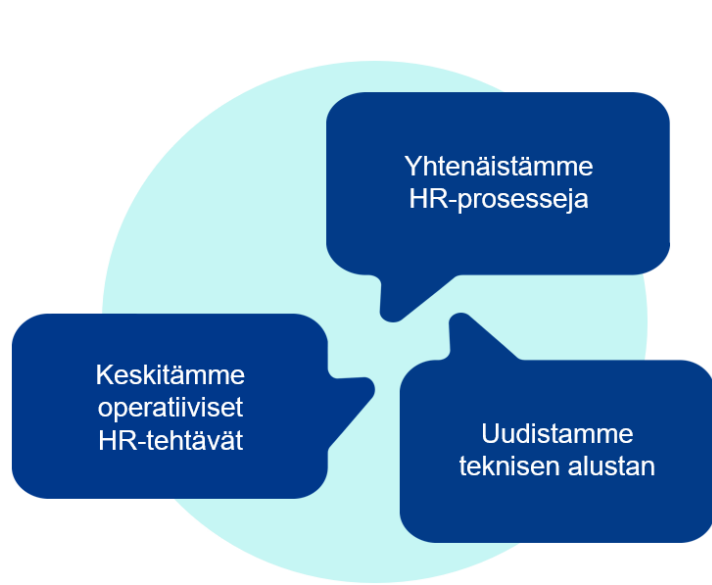 Yhtenäistämme
HR-prosesseja
Keskitämme
operatiiviset
HR-tehtävät
Uudistamme
teknisen alustan